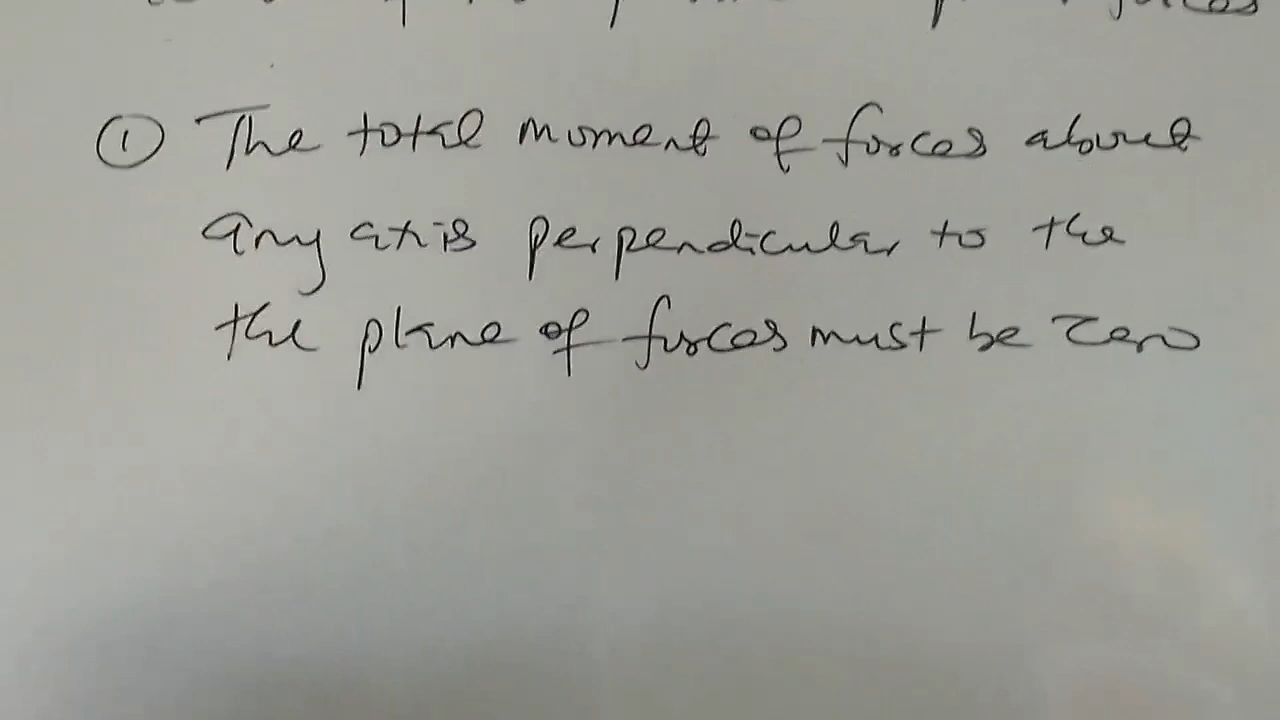 forces
① The total moment of forces about
any axis perpendicular to the
the plane of forces must be zero